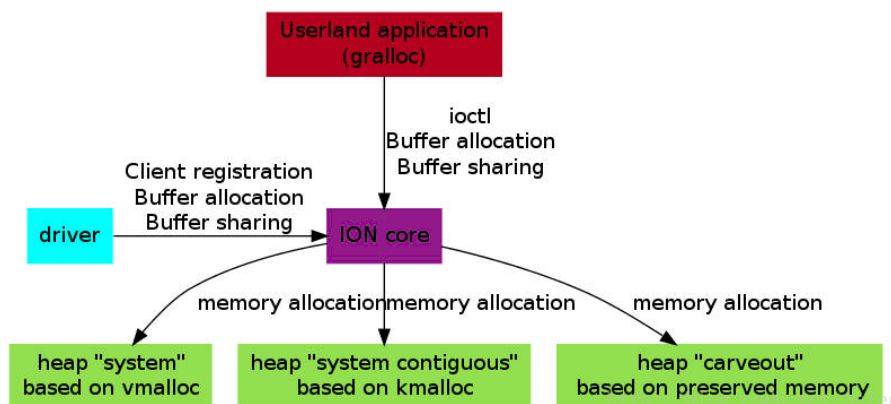 Userland application
(gralloc)
ioctl
Buffer allocation
Buffer sharing
Client registration
Buffer allocation
Buffer sharing
driver
ION core
memory allocation
memory allocation
memory allocation
heap "system"
based on vmalloc
heap "system contiguous"
based on kmalloc
heap "carveout"
based on preserved memory